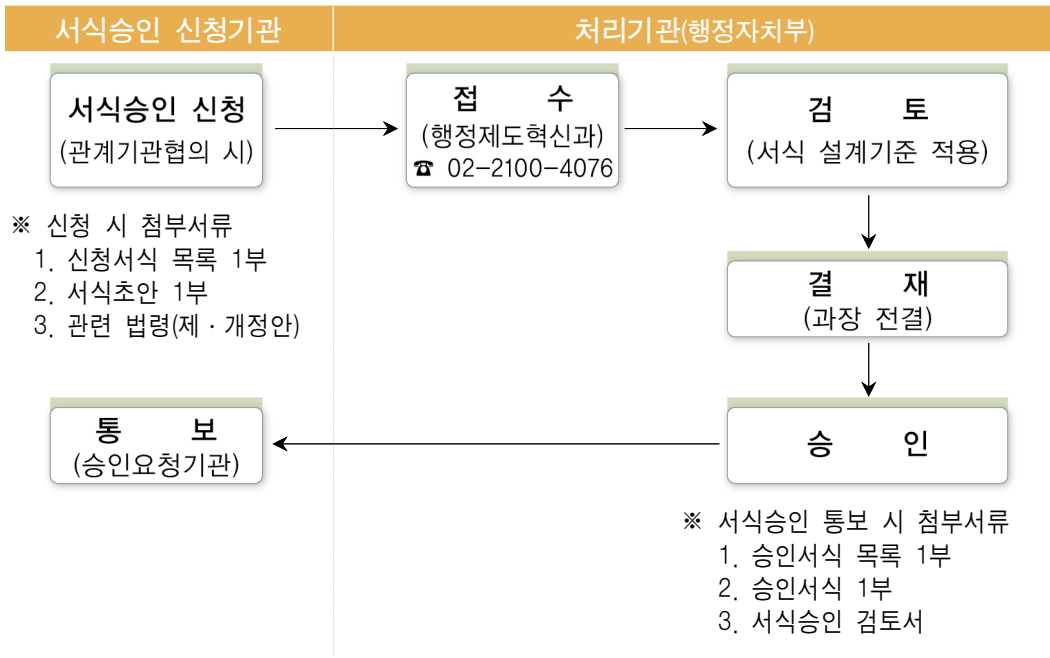 서식승인 신청기관
처리기관(행정자치부)
서식승인 신청
(관계기관협의 시)
접 수
(행정제도혁신과)
☎ 02-2100-4076
검 토
(서식 설계기준 적용)
※ 신청 시 첨부서류
1. 신청서식 목록 1부
2. 서식초안 1부
3. 관련 법령(제·개정안)
결 재
(과장 전결)
승 인
통 보
(승인요청기관)
※ 서식승인 통보 시 첨부서류
1. 승인서식 목록 1부
2. 승인서식 1부
3. 서식승인 검토서